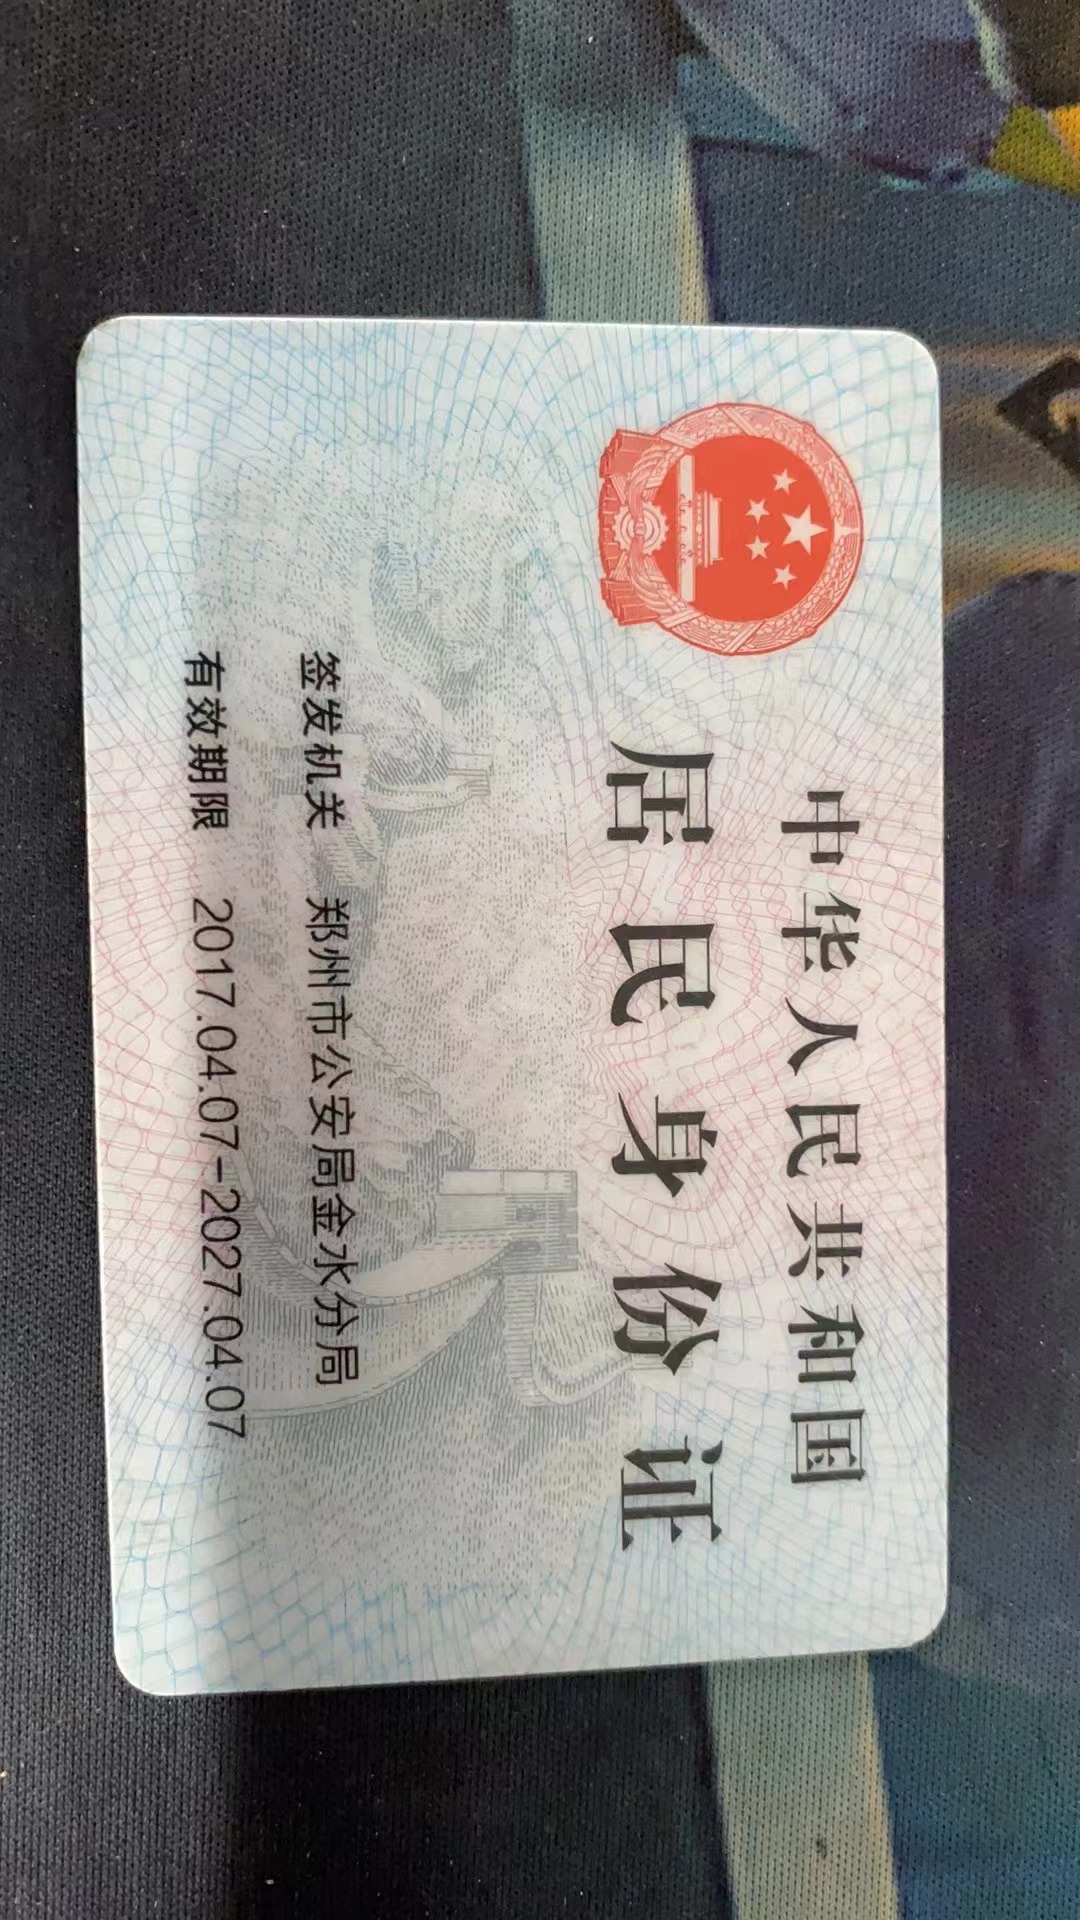 中华人民共和国
居民身份证
签发机关 郑州市公安局金水分局
有效期限 2017.04.07-2027.04.07